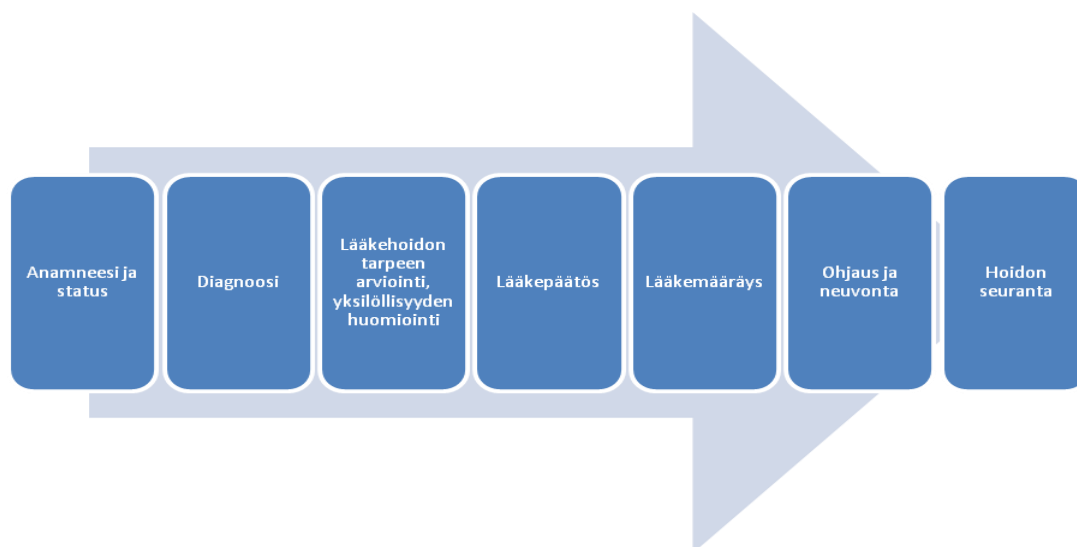 Anamneesi ja
status
Diagnoosi
Lääkehoidon
tarpeen
arviointi,
yksilöllisyyden
huomiointi
Lääkepäätös
Lääkemääräys
Ohjaus ja
neuvonta
Hoidon
seuranta